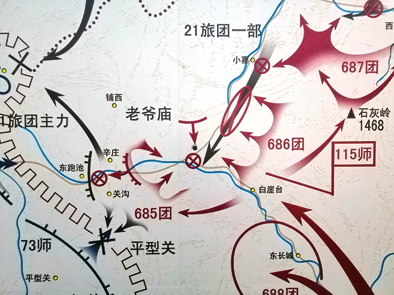 西
21旅团一部
小寨
687团
石灰岭
1468
铺西
老爷庙
旅团主力
686团
115师
辛庄
东跑池
关沟
白崖台
685团
73师
平型关
东长城
平型关
688团